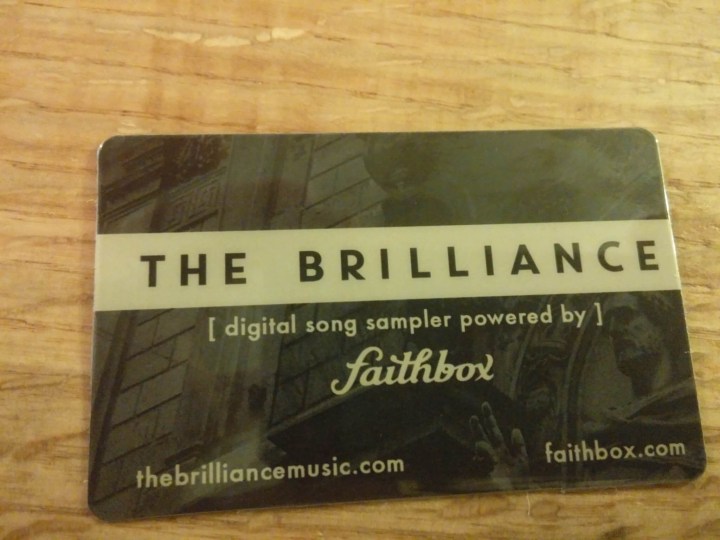 THE BRILLIANCE
[ digital song sampler powered by ]
faithbox
thebrilliancemusic.com
faithbox.com